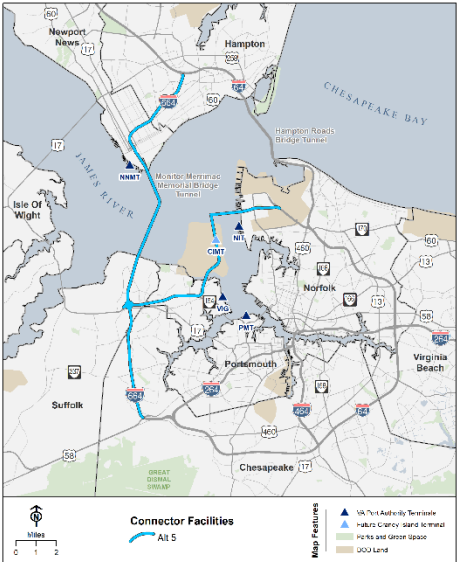 60
Newport
News
17
Hampton
258
64
664
60
CHESAPEAKE BAY
Hampton Roads
Bridge Tunnel
17
JAMES RIVER
NNMT
Monitor Merrimac
Memorial Bridge
Tunnel
Isle Of
Wight
NIT
CIMT
460
60
13
168
Norfolk
164
VIG
PMT
17
13
58
264
Virginia
Beach
Portsmouth
337
664
264
168
464
64
Suffolk
58
460
Chesapeake
17
GREAT
DISMAL
SWAMP
N
Miles
0 1 2
Connector Facilities
Alt 5
Map Features
VA Port Authority Terminals
Future Craney Island Terminal
Parks and Green Space
DOD Land